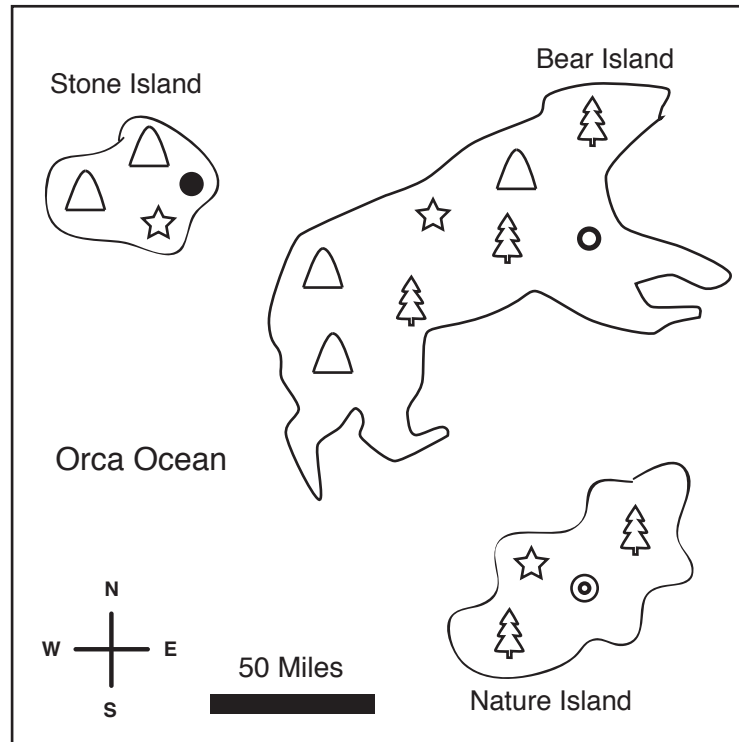 Bear Island
Stone Island
Orca Ocean
N
W E
S
50 Miles
Nature Island